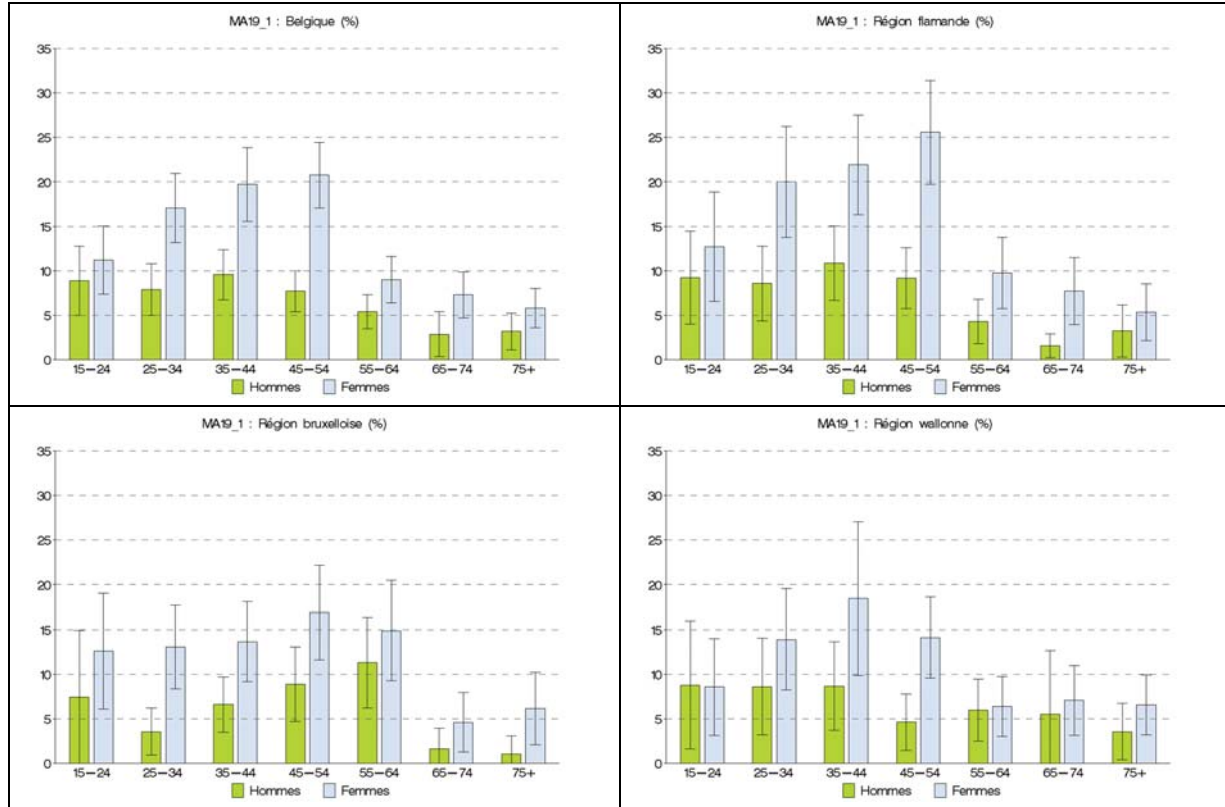 MA19_1 : Belgique (%)
35
30
25
20
15
10
5
0
15-24 25-34 35-44 45-54 55-64 65-74 75+
Hommes Femmes
MA19_1 : Région flamande (%)
35
30
25
20
15
10
5
0
15-24 25-34 35-44 45-54 55-64 65-74 75+
Hommes Femmes
MA19_1 : Région bruxelloise (%)
35
30
25
20
15
10
5
0
15-24 25-34 35-44 45-54 55-64 65-74 75+
Hommes Femmes
MA19_1 : Région wallonne (%)
35
30
25
20
15
10
5
0
15-24 25-34 35-44 45-54 55-64 65-74 75+
Hommes Femmes